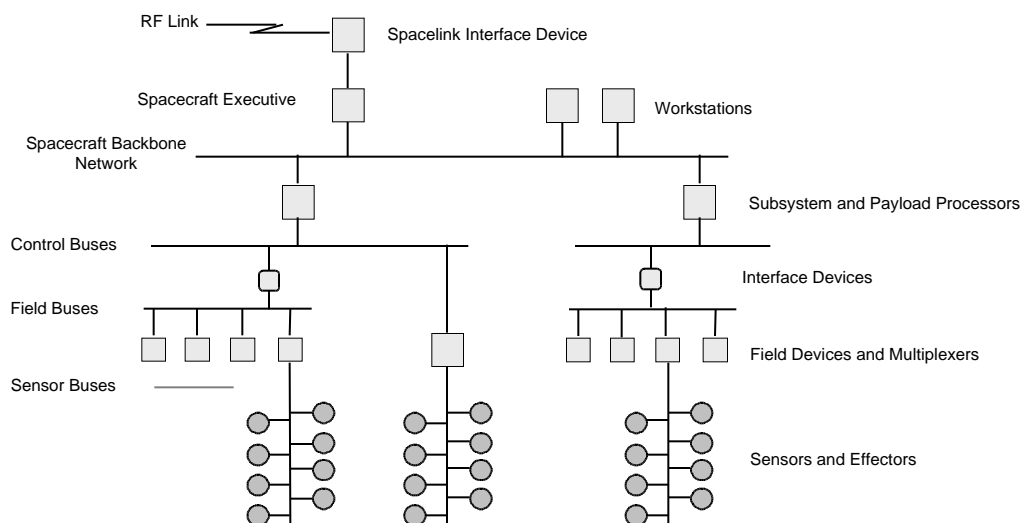 RF Link
Spacelink Interface Device
Spacecraft Executive
Workstations
Spacecraft Backbone
Network
Subsystem and Payload Processors
Control Buses
Interface Devices
Field Buses
Field Devices and Multiplexers
Sensor Buses
Sensors and Effectors